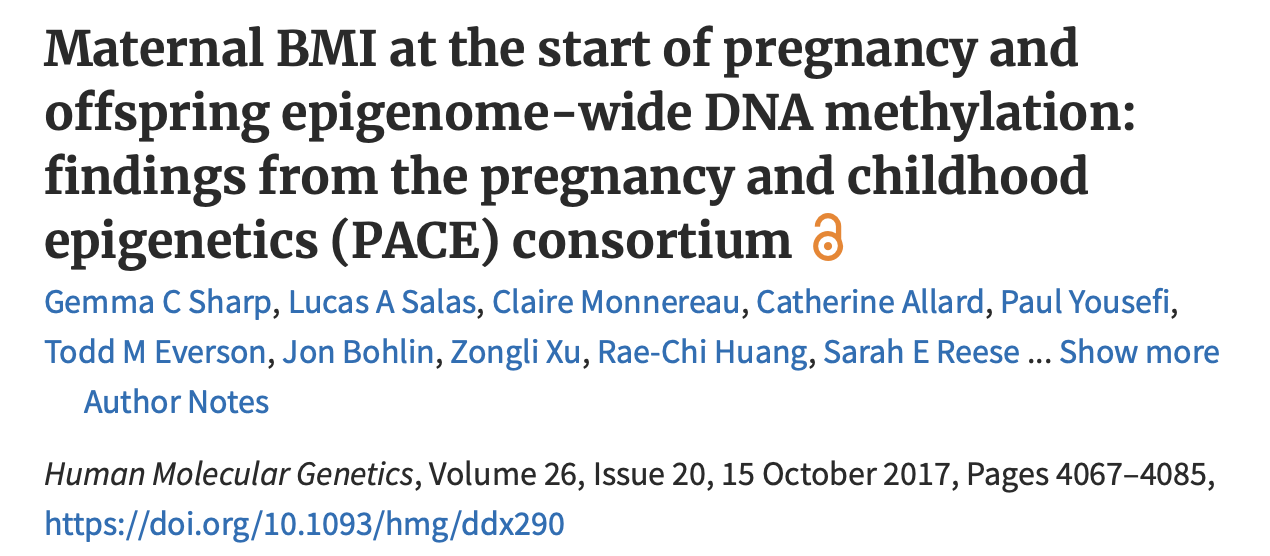 Maternal BMI at the start of pregnancy and
offspring epigenome-wide DNA methylation:
findings from the pregnancy and childhood
epigenetics (PACE) consortium
Gemma C Sharp, Lucas A Salas, Claire Monnereau, Catherine Allard, Paul Yousefi,
Todd M Everson, Jon Bohlin, Zongli Xu, Rae-Chi Huang, Sarah E Reese ... Show more
Author Notes
Human Molecular Genetics, Volume 26, Issue 20, 15 October 2017, Pages 4067–4085,
https://doi.org/10.1093/hmg/ddx290